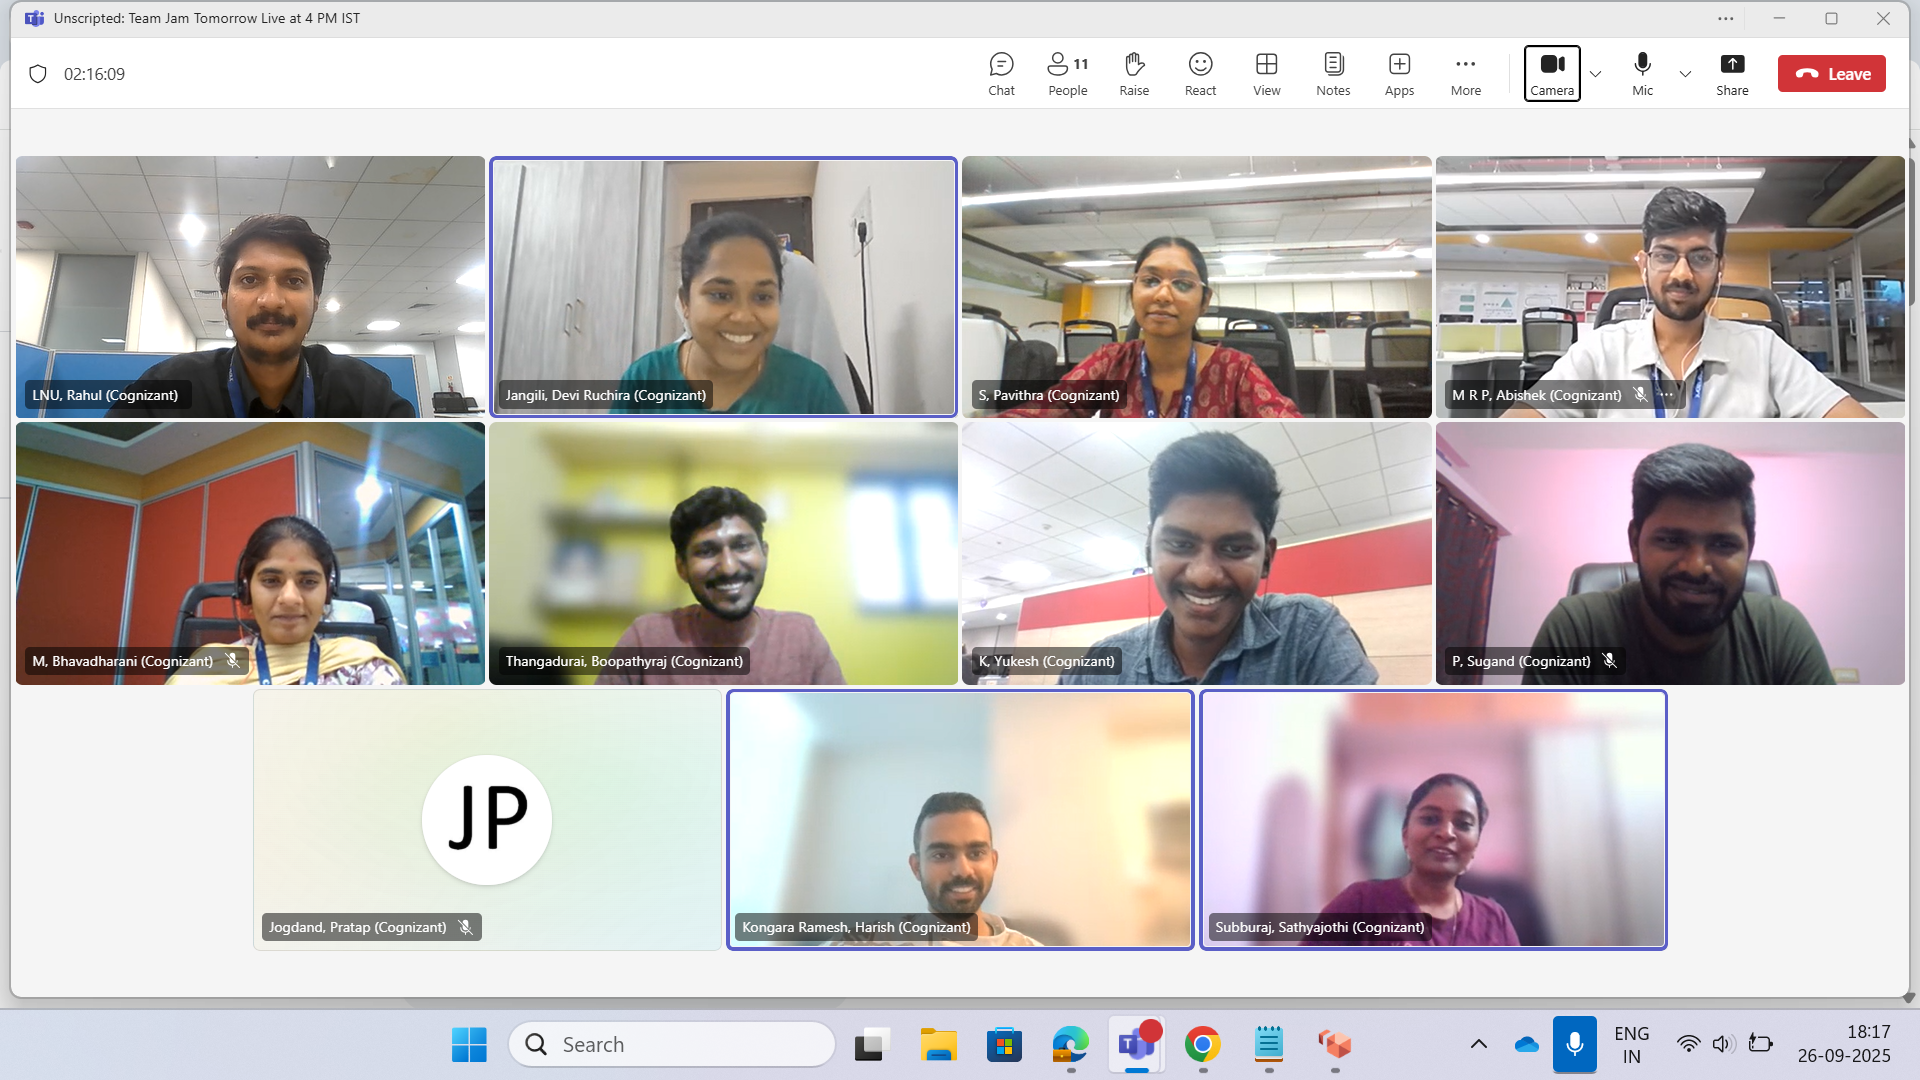 Unscripted: Team Jam Tomorrow Live at 4 PM IST
02:16:09
Chat
People 11
Raise
React
View
Notes
Apps
More
Camera
Mic
Share
Leave
LNU, Rahul (Cognizant)
Jangili, Devi Ruchira (Cognizant)
S, Pavithra (Cognizant)
M R P, Abishek (Cognizant)
M, Bhavadharani (Cognizant)
Thangadurai, Boopathyraj (Cognizant)
K, Yukesh (Cognizant)
P, Sugand (Cognizant)
JP
Jogdand, Pratap (Cognizant)
Kongara Ramesh, Harish (Cognizant)
Subburaj, Sathyajothi (Cognizant)
Search
ENG
IN
18:17
26-09-2025